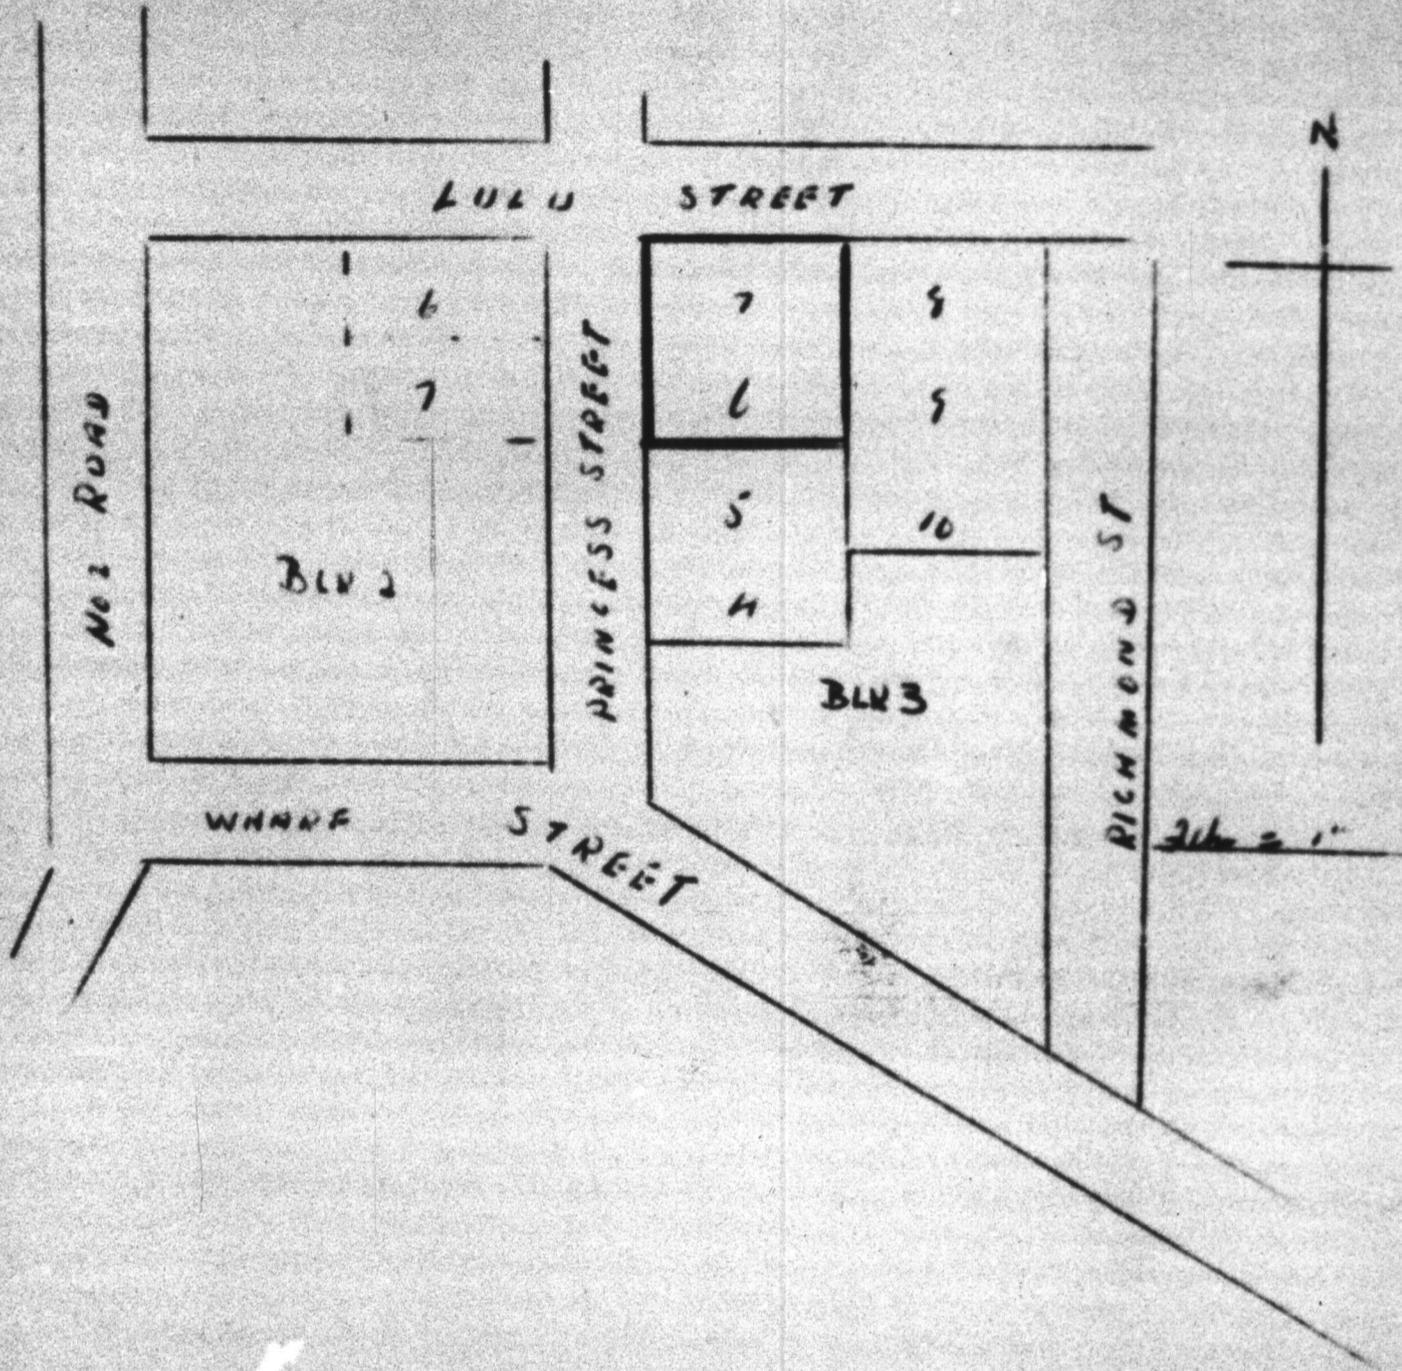 N
LULU STREET
6
7
7
6
8
9
5
10
4
No 2 ROAD
PRINCESS STREET
RICHMOND ST
BLK 2
BLK 3
WHARF STREET
= 1"